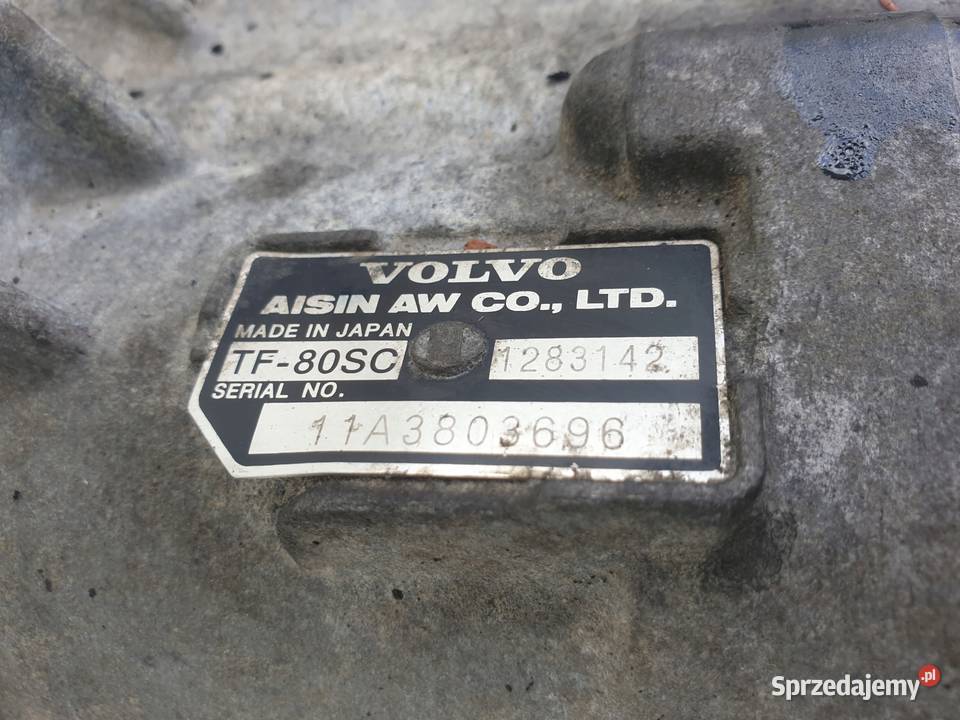 VOLVO
AISIN AW CO., LTD.
MADE IN JAPAN
TF-80SC 1283142
SERIAL NO.
11A3803696
Sprzedajemy.pl